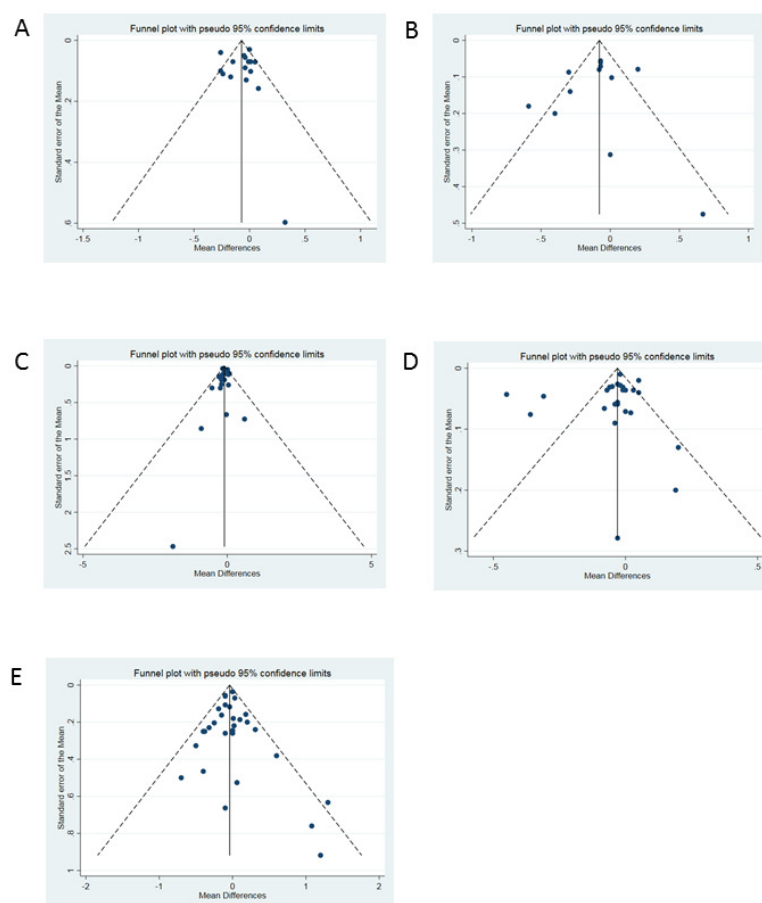 A
Funnel plot with pseudo 95% confidence limits
Standard error of the Mean
0
.2
.4
.6
-1.5
-1
-.5
0
.5
1
Mean Differences
B
Funnel plot with pseudo 95% confidence limits
Standard error of the Mean
0
.1
.2
.3
.4
.5
-1
-.5
0
.5
1
Mean Differences
C
Funnel plot with pseudo 95% confidence limits
Standard error of the Mean
0
.5
1
1.5
2
2.5
-5
0
5
Mean Differences
D
Funnel plot with pseudo 95% confidence limits
Standard error of the Mean
0
.1
.2
.3
-.5
0
.5
Mean Differences
E
Funnel plot with pseudo 95% confidence limits
Standard error of the Mean
0
.2
.4
.6
.8
1
-2
-1
0
1
2
Mean Differences